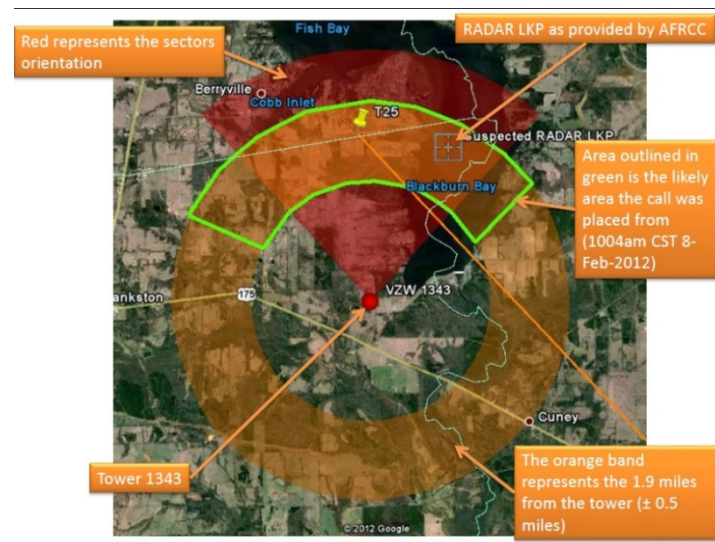 Fish Bay
RADAR LKP as provided by AFRCC
Red represents the sectors
orientation
Berryville
Cobb Inlet
T25
Suspected RADAR LKP
Area outlined in
green is the likely
area the call was
placed from
(1004am CST 8-
Feb-2012)
Blackburn Bay
VZW 1343
ankston
175
Cuney
Tower 1343
The orange band
represents the 1.9 miles
from the tower (± 0.5
miles)
© 2012 Google